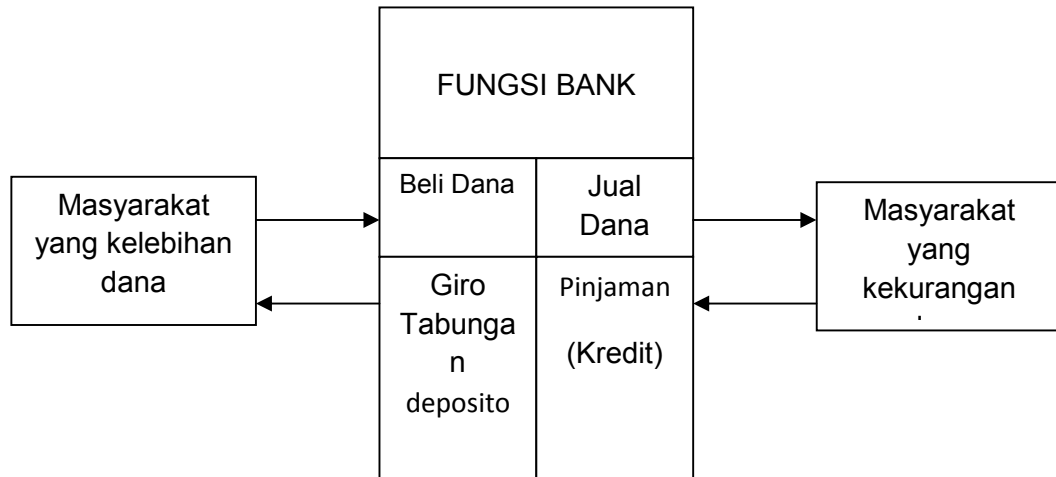 FUNGSI BANK
Masyarakat
yang kelebihan
dana
Beli Dana
Jual
Dana
Giro
Tabunga
n
deposito
Pinjaman
(Kredit)
Masyarakat
yang
kekurangan